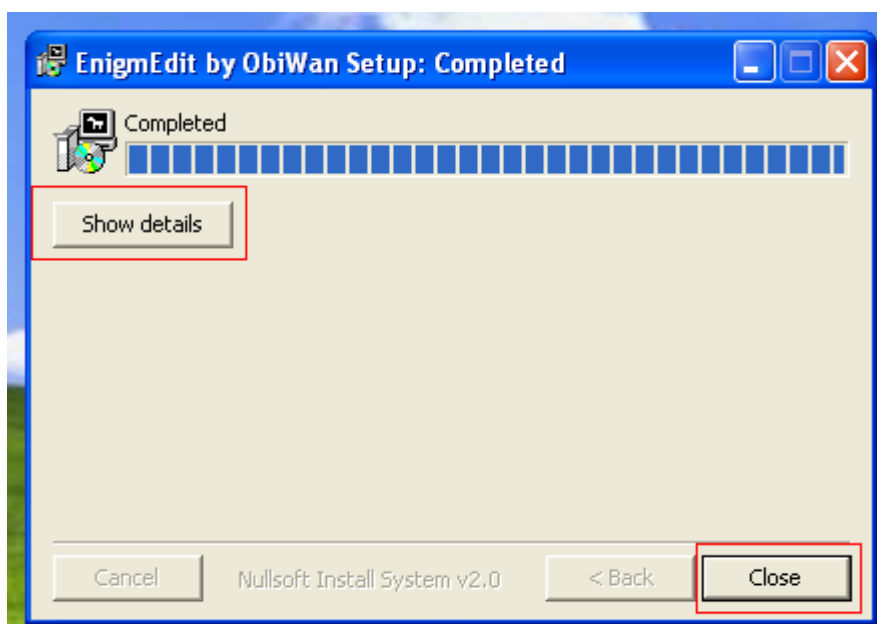 EnigmEdit by ObiWan Setup: Completed
Completed
Show details
Cancel Nullsoft Install System v2.0 < Back Close